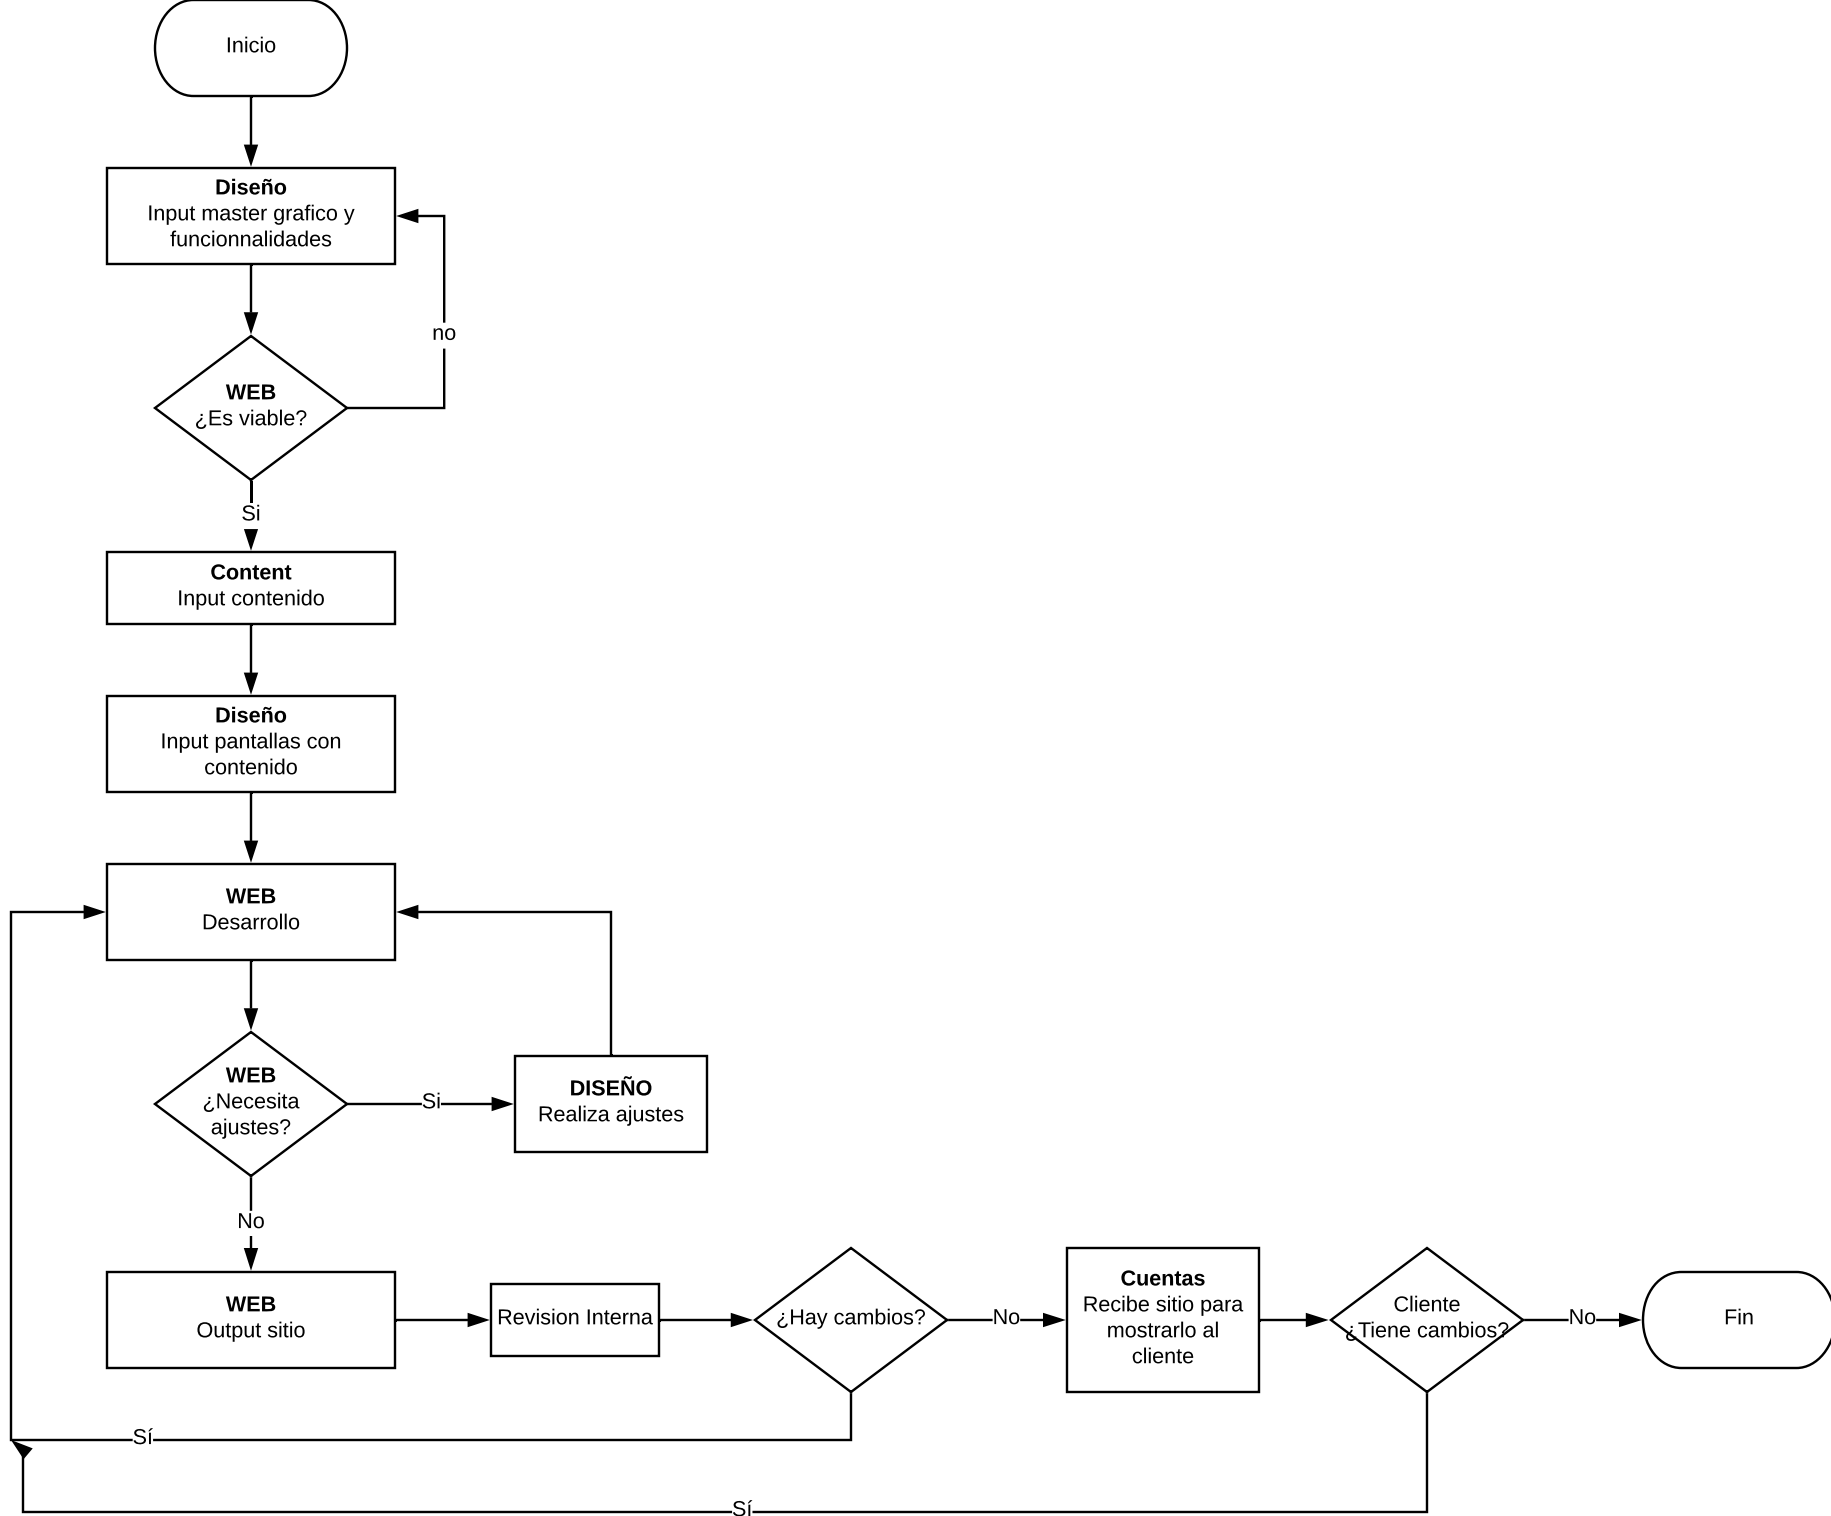 Inicio
Diseño
Input master grafico y
funcionnalidades
no
WEB
¿Es viable?
Si
Content
Input contenido
Diseño
Input pantallas con
contenido
WEB
Desarrollo
WEB
¿Necesita
ajustes?
Si
DISEÑO
Realiza ajustes
No
WEB
Output sitio
Revision Interna
¿Hay cambios?
No
Cuentas
Recibe sitio para
mostrarlo al
cliente
Cliente
¿Tiene cambios?
No
Fin
Sí
Sí